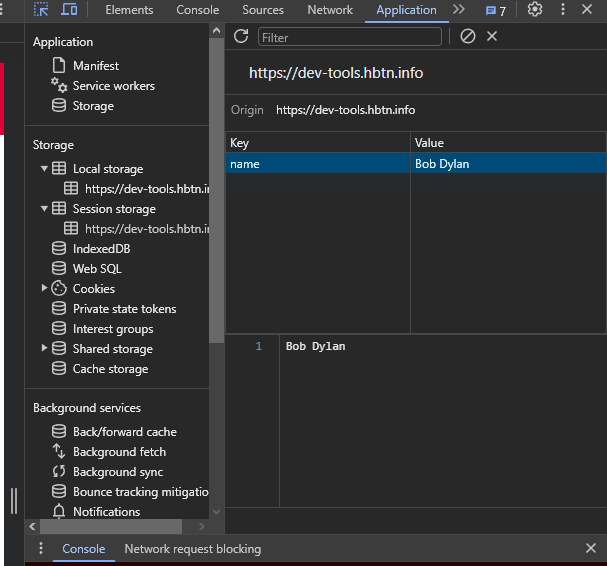 Elements Console Sources Network Application 7
Application
Manifest
Service workers
Storage
Storage
Local storage
https://dev-tools.hbtn.i
Session storage
https://dev-tools.hbtn.i
IndexedDB
Web SQL
Cookies
Private state tokens
Interest groups
Shared storage
Cache storage
Background services
Back/forward cache
Background fetch
Background sync
Bounce tracking mitigatio
Notifications
Filter
https://dev-tools.hbtn.info
Origin https://dev-tools.hbtn.info
Key Value
name Bob Dylan
1 Bob Dylan
Console Network request blocking